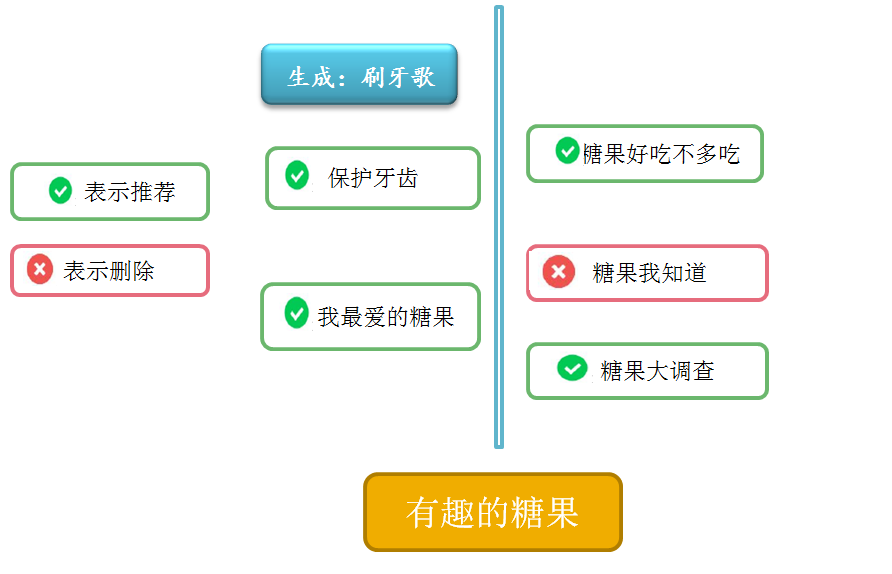 生成：刷牙歌
糖果好吃不多吃
保护牙齿
表示推荐
表示删除
糖果我知道
我最爱的糖果
糖果大调查
有趣的糖果